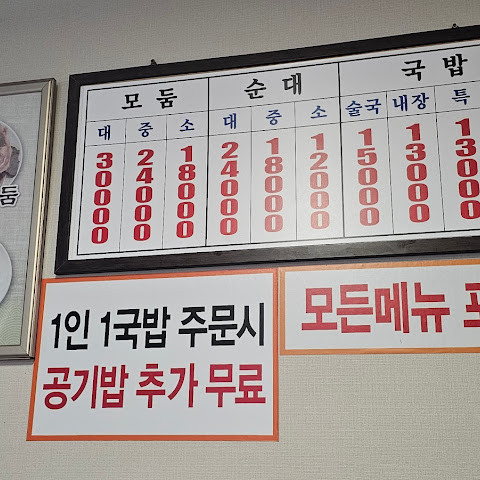 모둠 순대 국밥
대 중 소 대 중 소 술국 내장 특
30000 24000 18000 24000 18000 12000 15000 13000 13000
둠
1인 1국밥 주문시
공기밥 추가 무료
모든메뉴